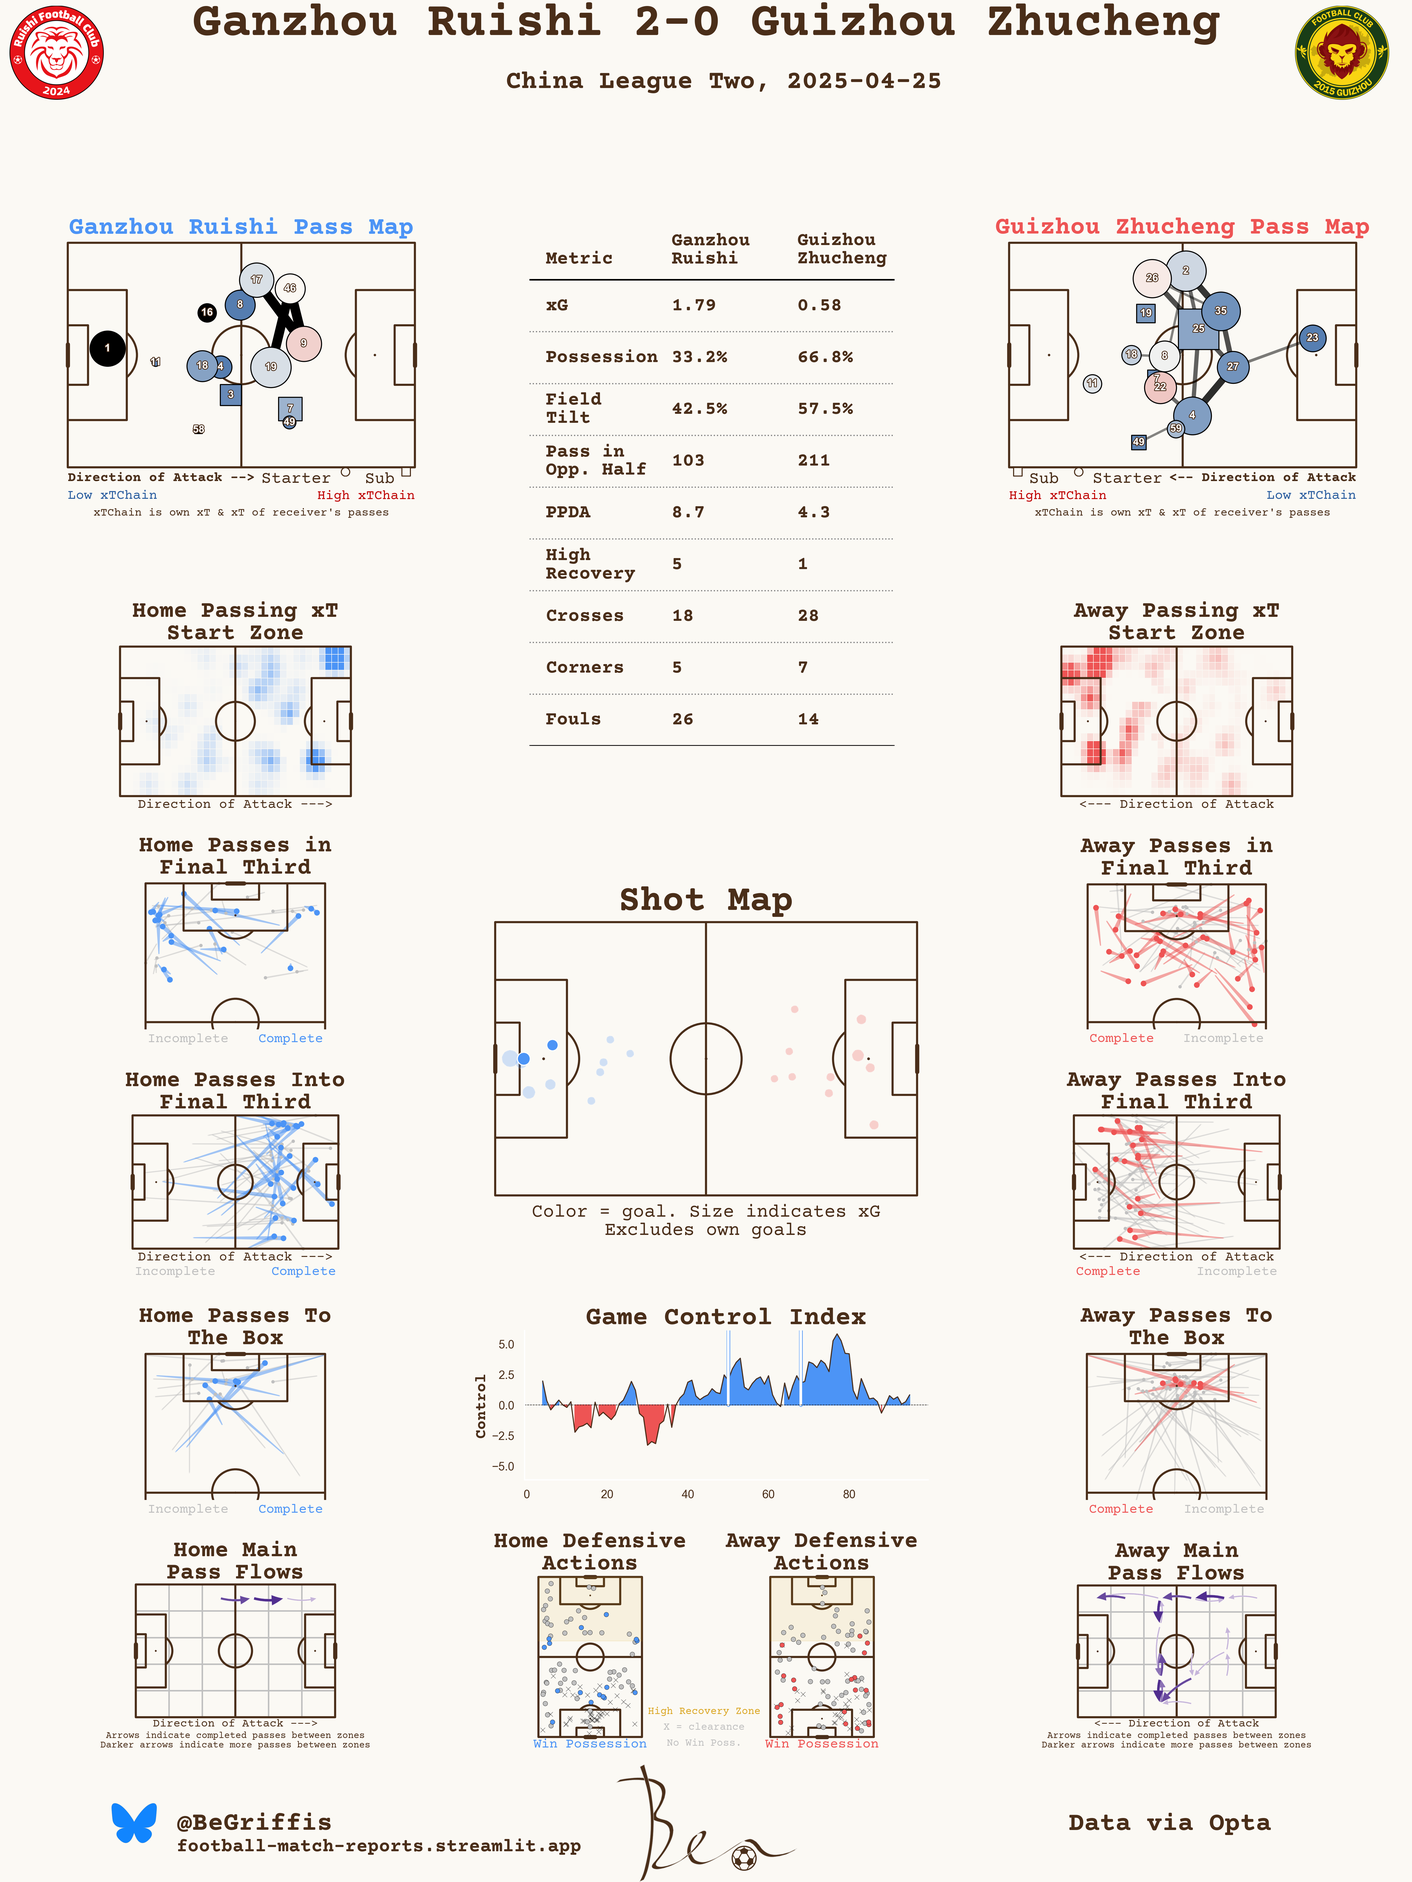 Ganzhou Ruishi 2-0 Guizhou Zhucheng
China League Two, 2025-04-25
Ruishi Football Club
2024
FOOTBALL CLUB
2015 GUIZHOU
Ganzhou Ruishi Pass Map
17
46
8
16
1
11
9
18
4
19
3
7
49
58
Direction of Attack --> Starter Sub
Low xTChain High xTChain
xTChain is own xT & xT of receiver's passes
Metric Ganzhou Ruishi Guizhou Zhucheng
xG 1.79 0.58
Possession 33.2% 66.8%
Field Tilt 42.5% 57.5%
Pass in Opp. Half 103 211
PPDA 8.7 4.3
High Recovery 5 1
Crosses 18 28
Corners 5 7
Fouls 26 14
Guizhou Zhucheng Pass Map
26
2
19
35
25
23
18
8
27
7
22
11
4
59
49
Sub Starter <-- Direction of Attack
High xTChain Low xTChain
xTChain is own xT & xT of receiver's passes
Home Passing xT
Start Zone
Direction of Attack --->
Away Passing xT
Start Zone
<--- Direction of Attack
Home Passes in
Final Third
Incomplete Complete
Away Passes in
Final Third
Complete Incomplete
Shot Map
Color = goal. Size indicates xG
Excludes own goals
Home Passes Into
Final Third
Direction of Attack --->
Incomplete Complete
Away Passes Into
Final Third
<--- Direction of Attack
Complete Incomplete
Home Passes To
The Box
Incomplete Complete
Game Control Index
Control
5.0
2.5
0.0
−2.5
−5.0
0 20 40 60 80
Away Passes To
The Box
Complete Incomplete
Home Main
Pass Flows
Direction of Attack --->
Arrows indicate completed passes between zones
Darker arrows indicate more passes between zones
Home Defensive
Actions
Win Possession
High Recovery Zone
X = clearance
No Win Poss.
Away Defensive
Actions
Win Possession
Away Main
Pass Flows
<--- Direction of Attack
Arrows indicate completed passes between zones
Darker arrows indicate more passes between zones
@BeGriffis
football-match-reports.streamlit.app
Ben
Data via Opta